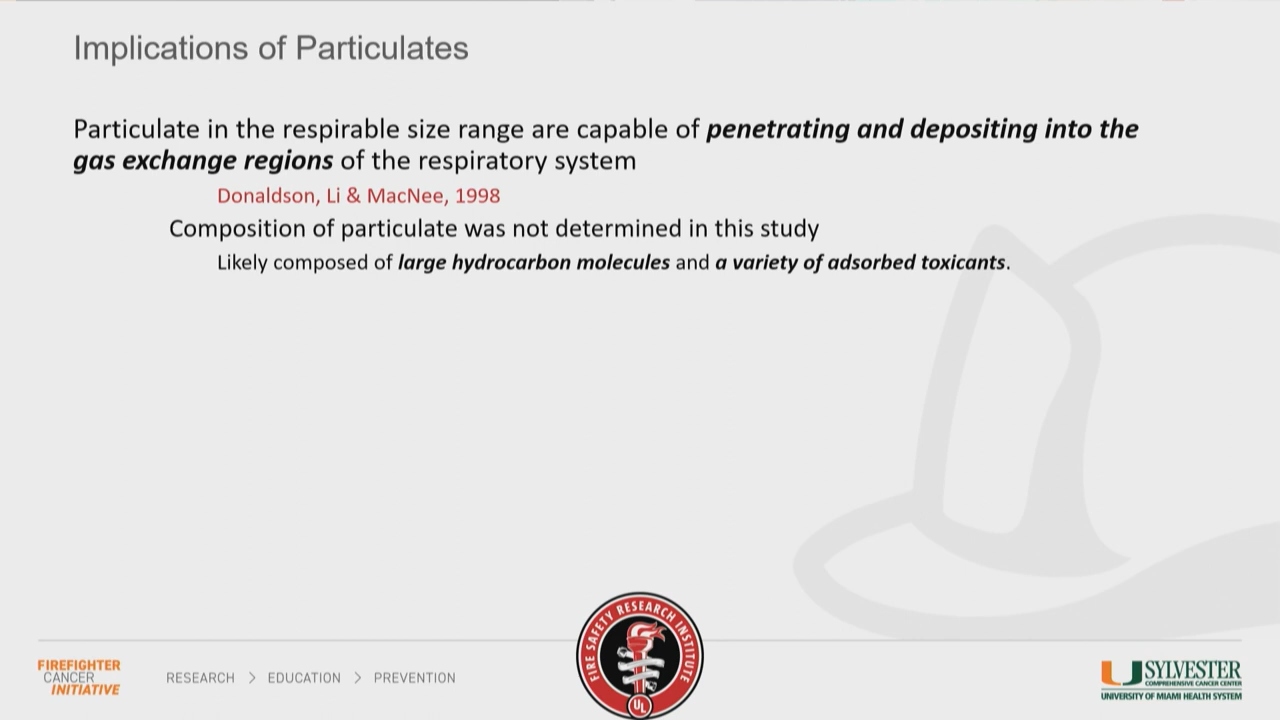 Implications of Particulates
Particulate in the respirable size range are capable of penetrating and depositing into the
gas exchange regions of the respiratory system
Donaldson, Li & MacNee, 1998
Composition of particulate was not determined in this study
Likely composed of large hydrocarbon molecules and a variety of adsorbed toxicants.
FIREFIGHTER
CANCER
INITIATIVE
RESEARCH > EDUCATION > PREVENTION
FIRE SAFETY RESEARCH INSTITUTE
UL
SYLVESTER
COMPREHENSIVE CANCER CENTER
UNIVERSITY OF MIAMI HEALTH SYSTEM